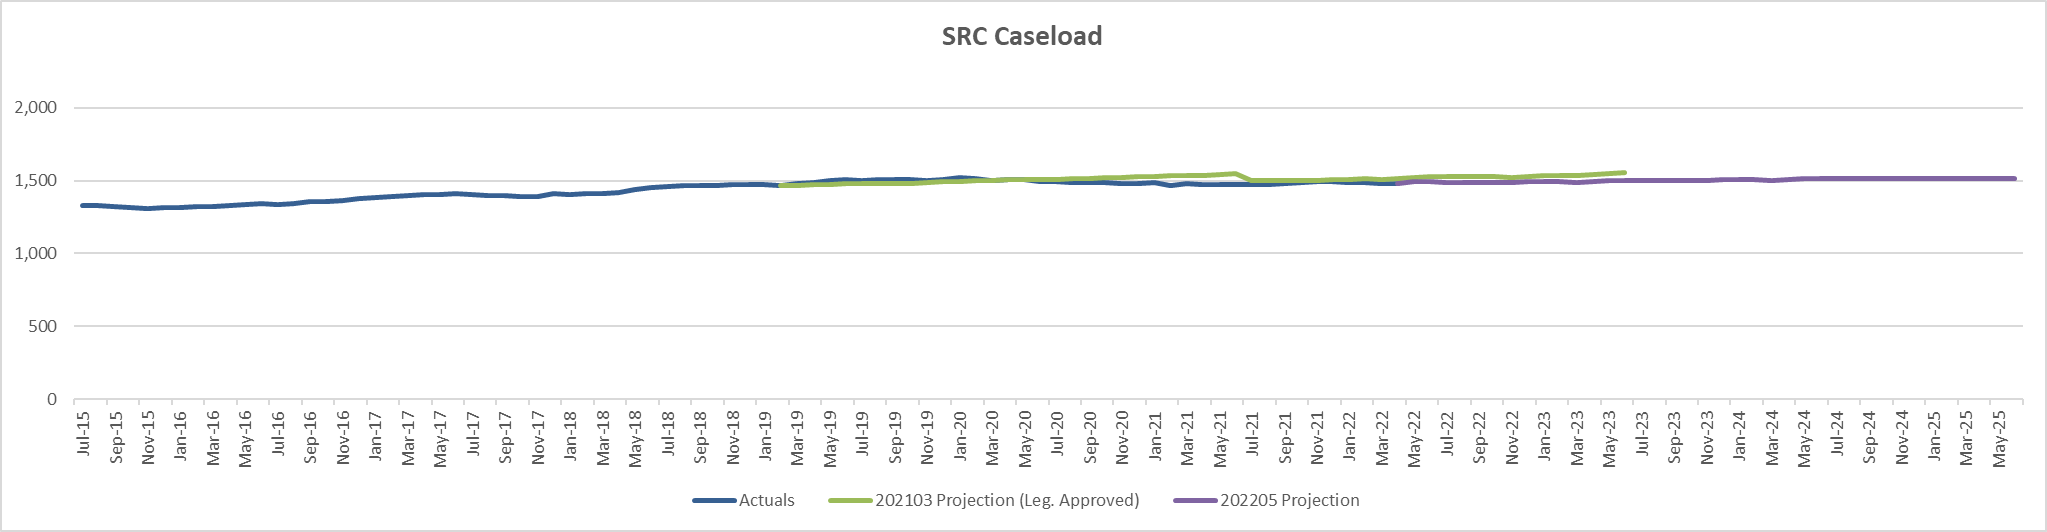 SRC Caseload
2,000
1,500
1,000
500
0
Jul-15 Sep-15 Nov-15 Jan-16 Mar-16 May-16 Jul-16 Sep-16 Nov-16 Jan-17 Mar-17 May-17 Jul-17 Sep-17 Nov-17 Jan-18 Mar-18 May-18 Jul-18 Sep-18 Nov-18 Jan-19 Mar-19 May-19 Jul-19 Sep-19 Nov-19 Jan-20 Mar-20 May-20 Jul-20 Sep-20 Nov-20 Jan-21 Mar-21 May-21 Jul-21 Sep-21 Nov-21 Jan-22 Mar-22 May-22 Jul-22 Sep-22 Nov-22 Jan-23 Mar-23 May-23 Jul-23 Sep-23 Nov-23 Jan-24 Mar-24 May-24 Jul-24 Sep-24 Nov-24 Jan-25 Mar-25 May-25
Actuals 202103 Projection (Leg. Approved) 202205 Projection